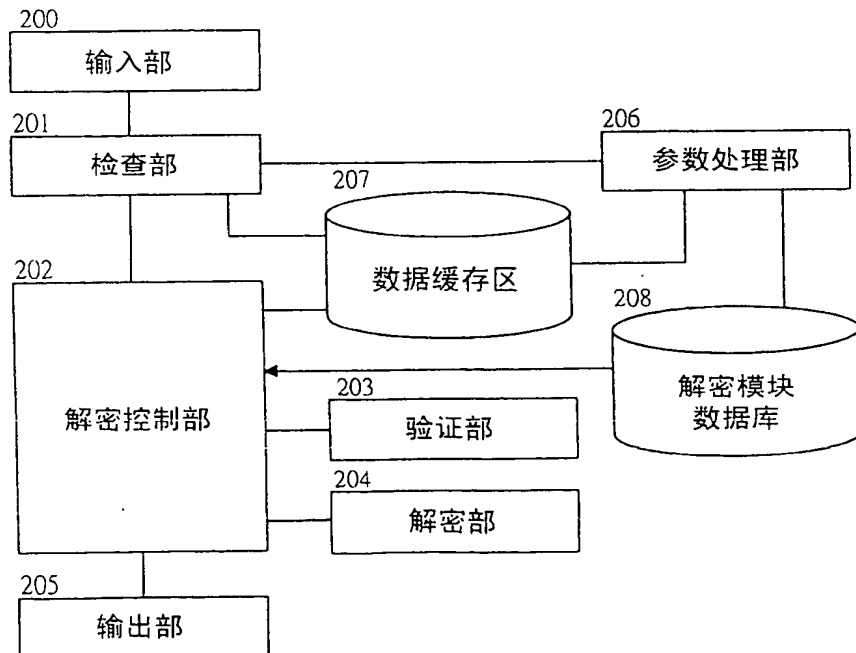 200
输入部
201
检查部
206
参数处理部
207
数据缓存区
202
解密控制部
208
解密模块
数据库
203
验证部
204
解密部
205
输出部